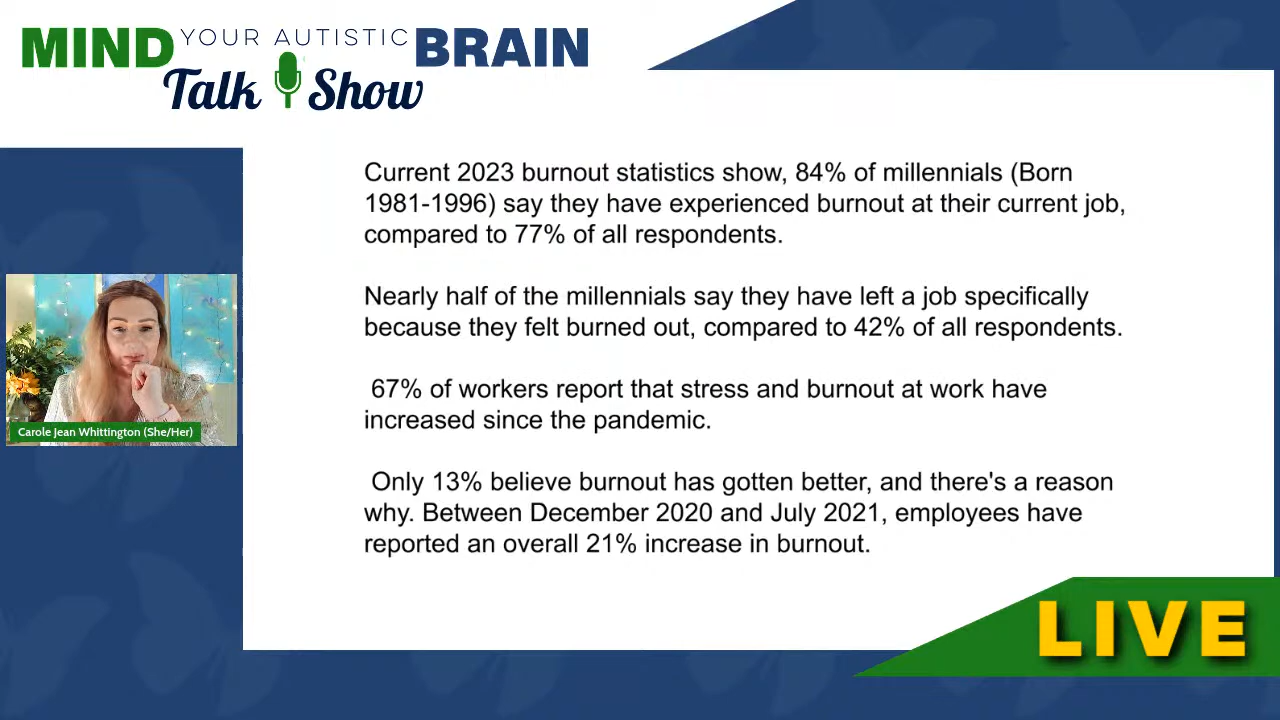 MIND YOUR AUTISTIC BRAIN
Talk Show
Current 2023 burnout statistics show, 84% of millennials (Born
1981-1996) say they have experienced burnout at their current job,
compared to 77% of all respondents.
Nearly half of the millennials say they have left a job specifically
because they felt burned out, compared to 42% of all respondents.
67% of workers report that stress and burnout at work have
increased since the pandemic.
Only 13% believe burnout has gotten better, and there's a reason
why. Between December 2020 and July 2021, employees have
reported an overall 21% increase in burnout.
Carole Jean Whittington (She/Her)
LIVE